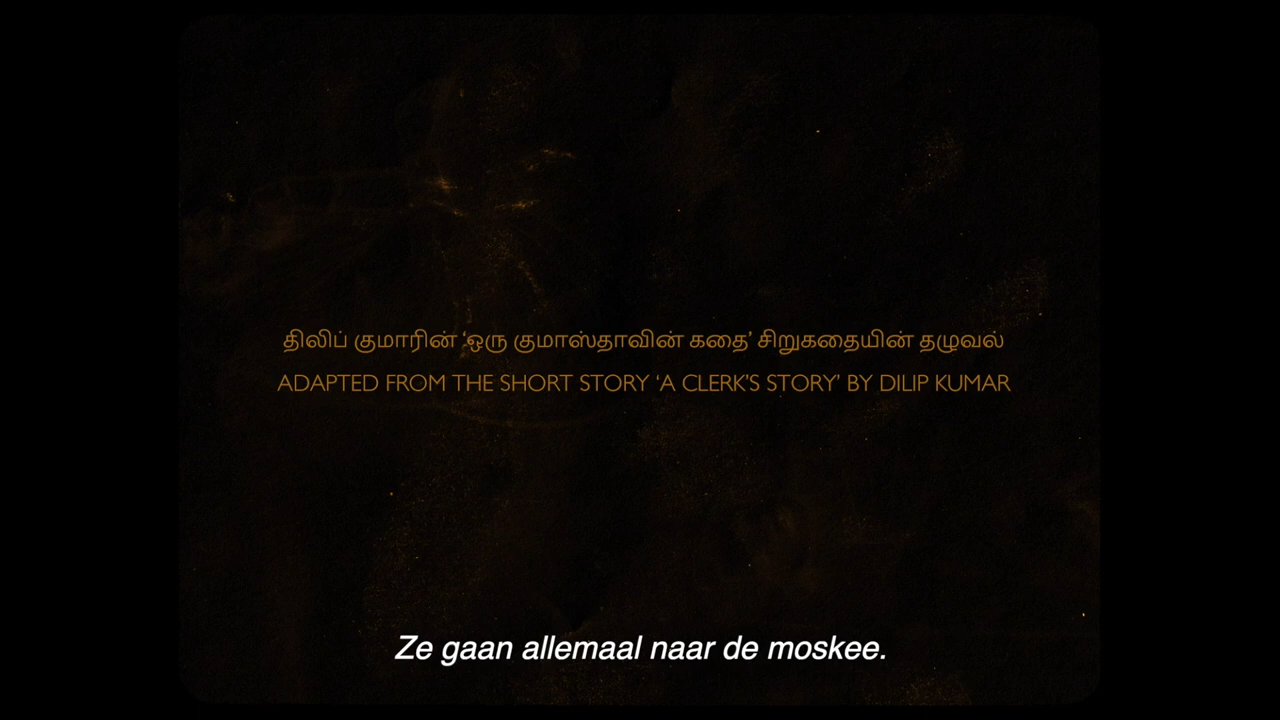 திலிப் குமாரின் ‘ஒரு குமாஸ்தாவின் கதை’ சிறுகதையின் தழுவல்
ADAPTED FROM THE SHORT STORY ‘A CLERK’S STORY’ BY DILIP KUMAR
Ze gaan allemaal naar de moskee.